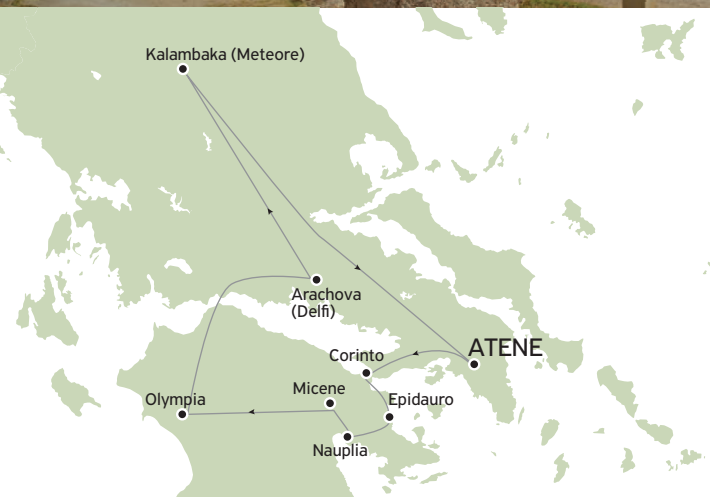 Kalambaka (Meteore)
Arachova
(Delfi)
ATENE
Corinto
Micene
Epidauro
Olympia
Nauplia